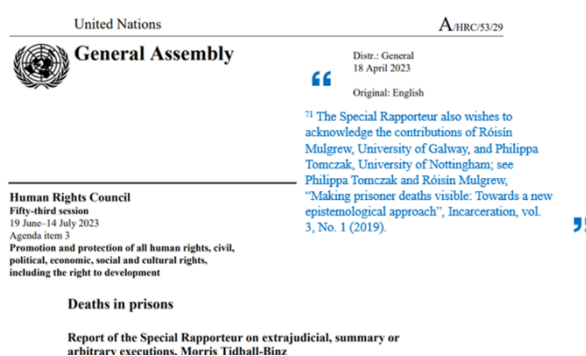 United Nations
A/HRC/53/29
General Assembly
Distr.: General
18 April 2023
Original: English
“
71 The Special Rapporteur also wishes to
acknowledge the contributions of Róisín
Mulgrew, University of Galway, and Philippa
Tomczak, University of Nottingham; see
Philippa Tomczak and Róisín Mulgrew,
“Making prisoner deaths visible: Towards a new
epistemological approach”, Incarceration, vol.
3, No. 1 (2019).
”
Human Rights Council
Fifty-third session
19 June–14 July 2023
Agenda item 3
Promotion and protection of all human rights, civil,
political, economic, social and cultural rights,
including the right to development
Deaths in prisons
Report of the Special Rapporteur on extrajudicial, summary or
arbitrary executions, Morris Tidball-Binz